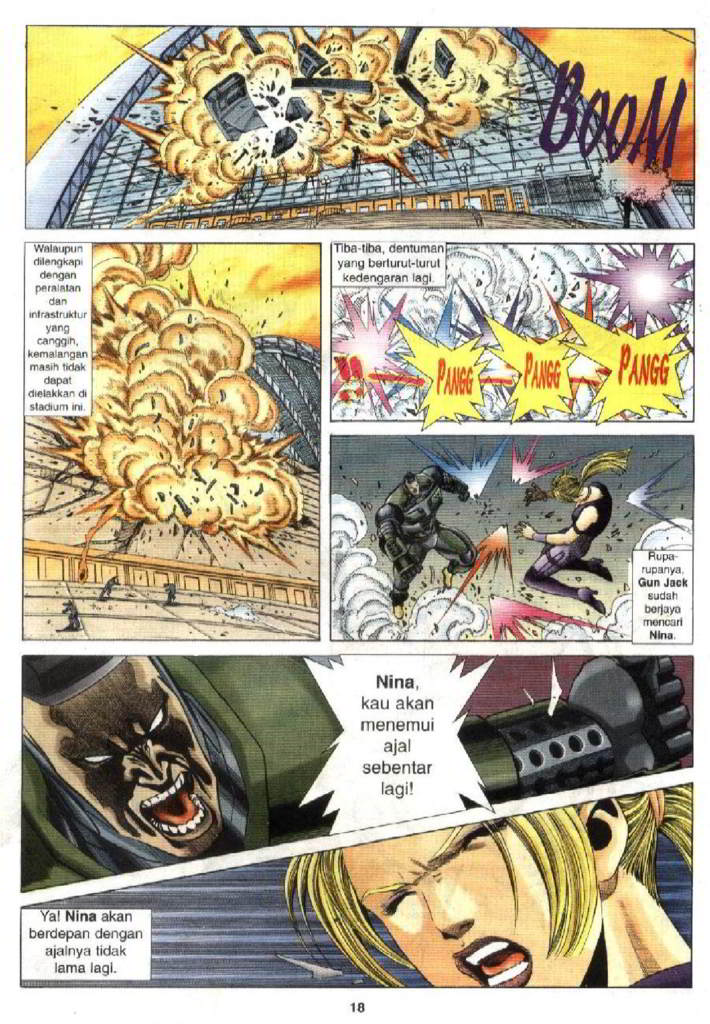 BOOM
Walaupun
dilengkapi
dengan
peralatan
dan
infrastruktur
yang
canggih,
kemalangan
masih tidak
dapat
dielakkan di
stadium ini.
Tiba-tiba, dentuman
yang berturut-turut
kedengaran lagi.
PANGG
PANGG
PANGG
Rupa-
rupanya,
Gun Jack
sudah
berjaya
mencari
Nina.
Nina,
kau akan
menemui
ajal
sebentar
lagi!
Ya! Nina akan
berdepan dengan
ajalnya tidak
lama lagi.
18